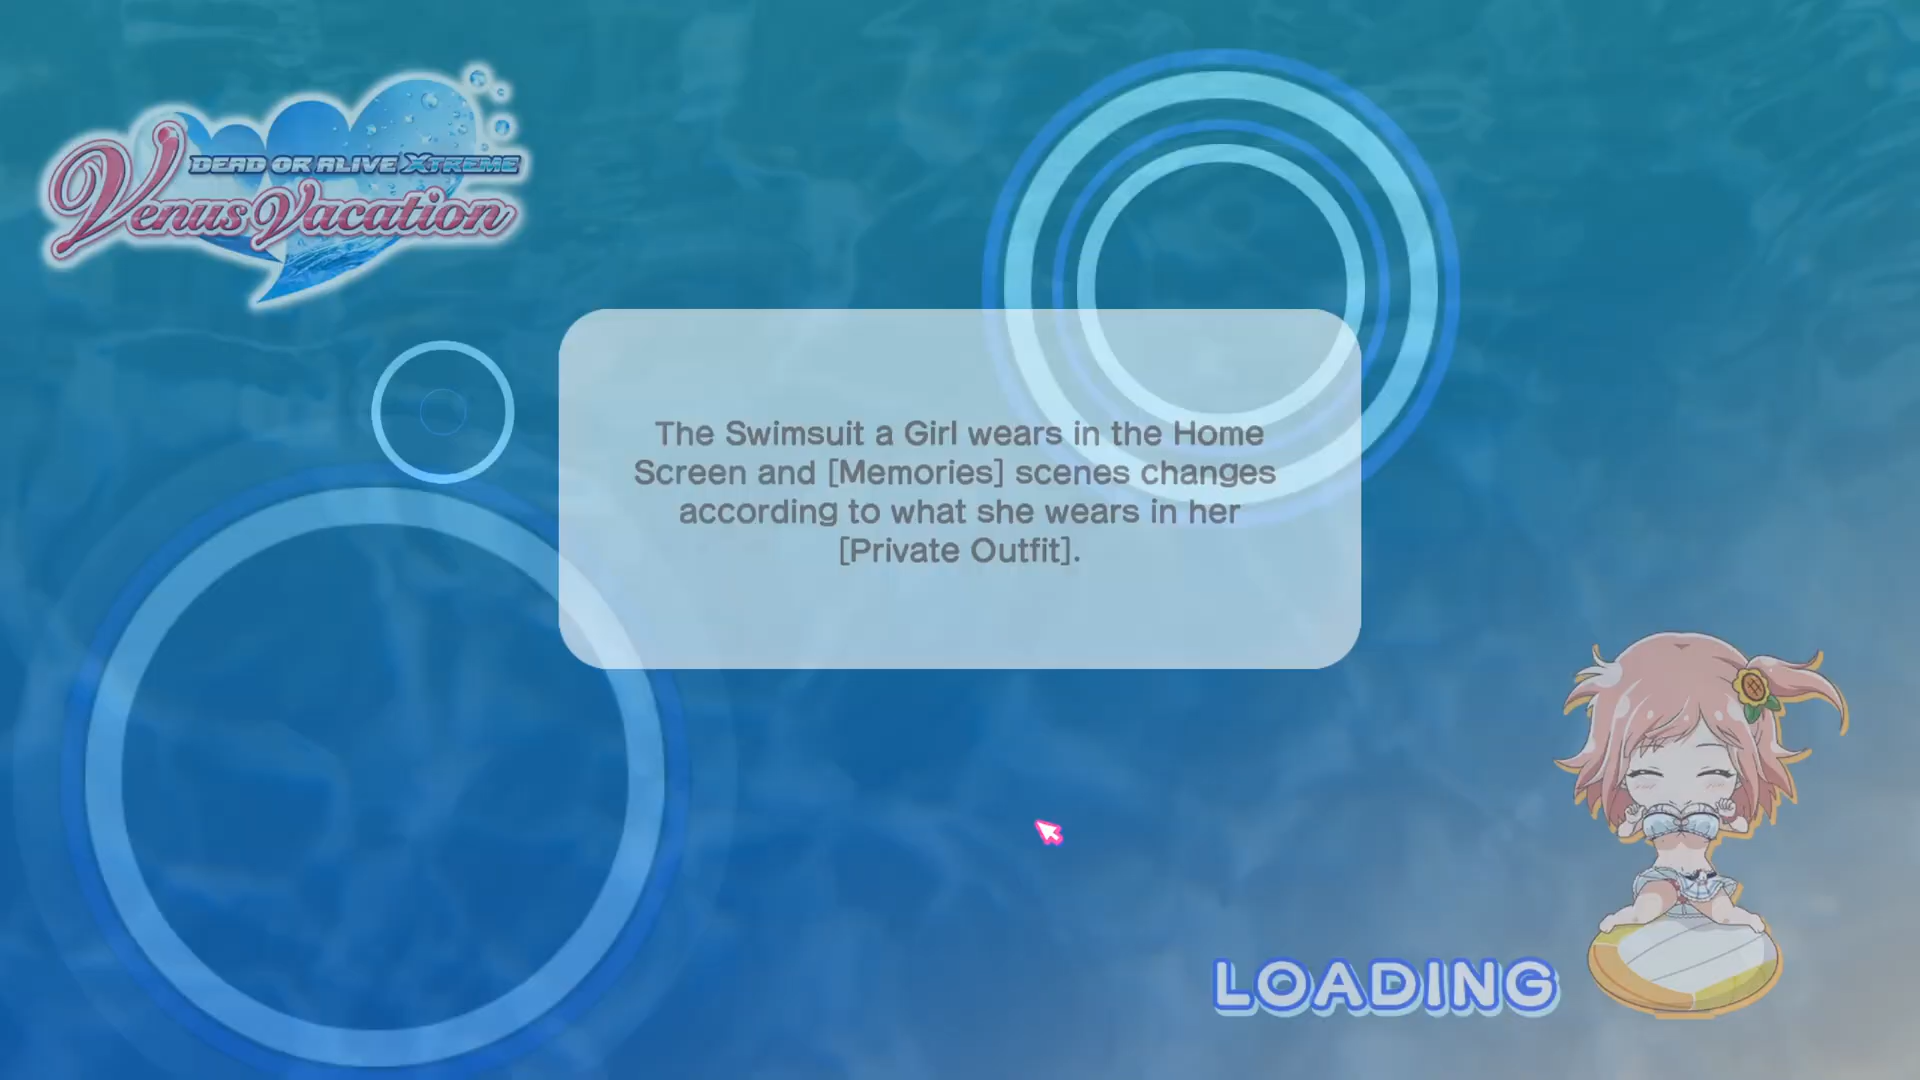 DEAD OR ALIVE XTREME
Venus Vacation
The Swimsuit a Girl wears in the Home
Screen and [Memories] scenes changes
according to what she wears in her
[Private Outfit].
LOADING